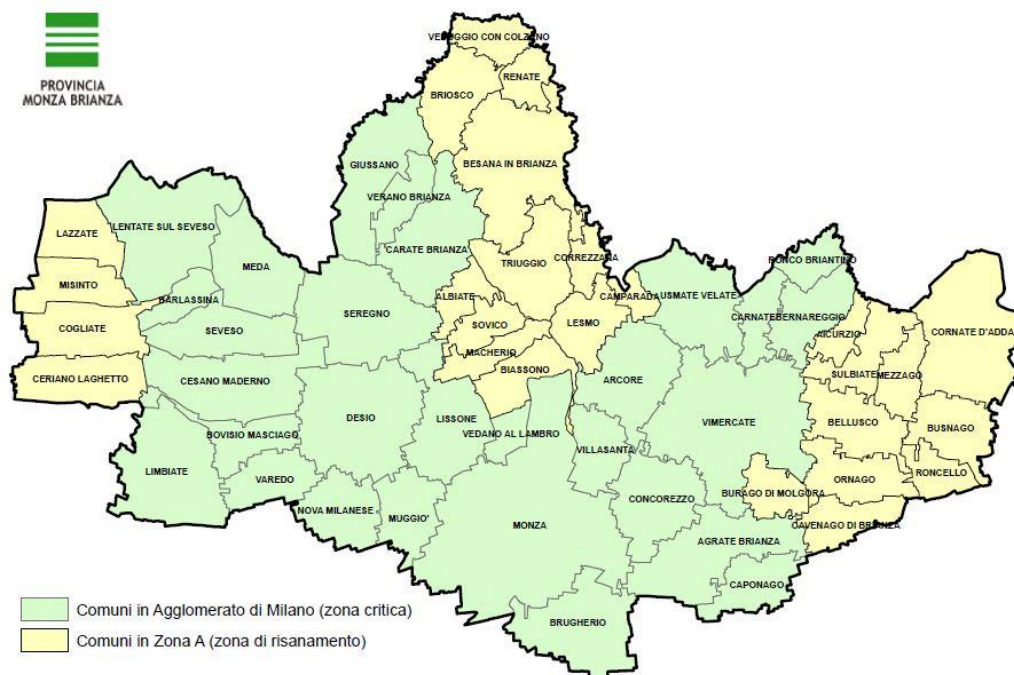 PROVINCIA
MONZA BRIANZA
VEDUGGIO CON COLZANO
RENATE
BRIOSCO
GIUSSANO
BESANA IN BRIANZA
VERANO BRIANZA
LAZZATE
LENTATE SUL SEVESO
CARATE BRIANZA
MEDA
TRIUGGIO
CORREZZANA
RONCO BRIANTINO
MISINTO
BARLASSINA
ALBIATE
CAMPARADA
USMATE VELATE
SEREGNO
CARNATE
BERNAREGGIO
COGLIATE
SEVESO
SOVICO
LESMO
AICURZIO
CORNATE D'ADDA
MACHERIO
CERIANO LAGHETTO
CESANO MADERNO
BIASSONO
ARCORE
SULBIATE
MEZZAGO
DESIO
LISSONE
VIMERCATE
BELLUSCO
BUSNAGO
BOVISIO MASCIAGO
VEDANO AL LAMBRO
VILLASANTA
LIMBIATE
VAREDO
RONCELLO
ORNAGO
BURAGO DI MOLGORA
CONCOREZZO
NOVA MILANESE
MUGGIO'
MONZA
CAVENAGO DI BRIANZA
AGRATE BRIANZA
CAPONAGO
BRUGHERIO
Comuni in Agglomerato di Milano (zona critica)
Comuni in Zona A (zona di risanamento)